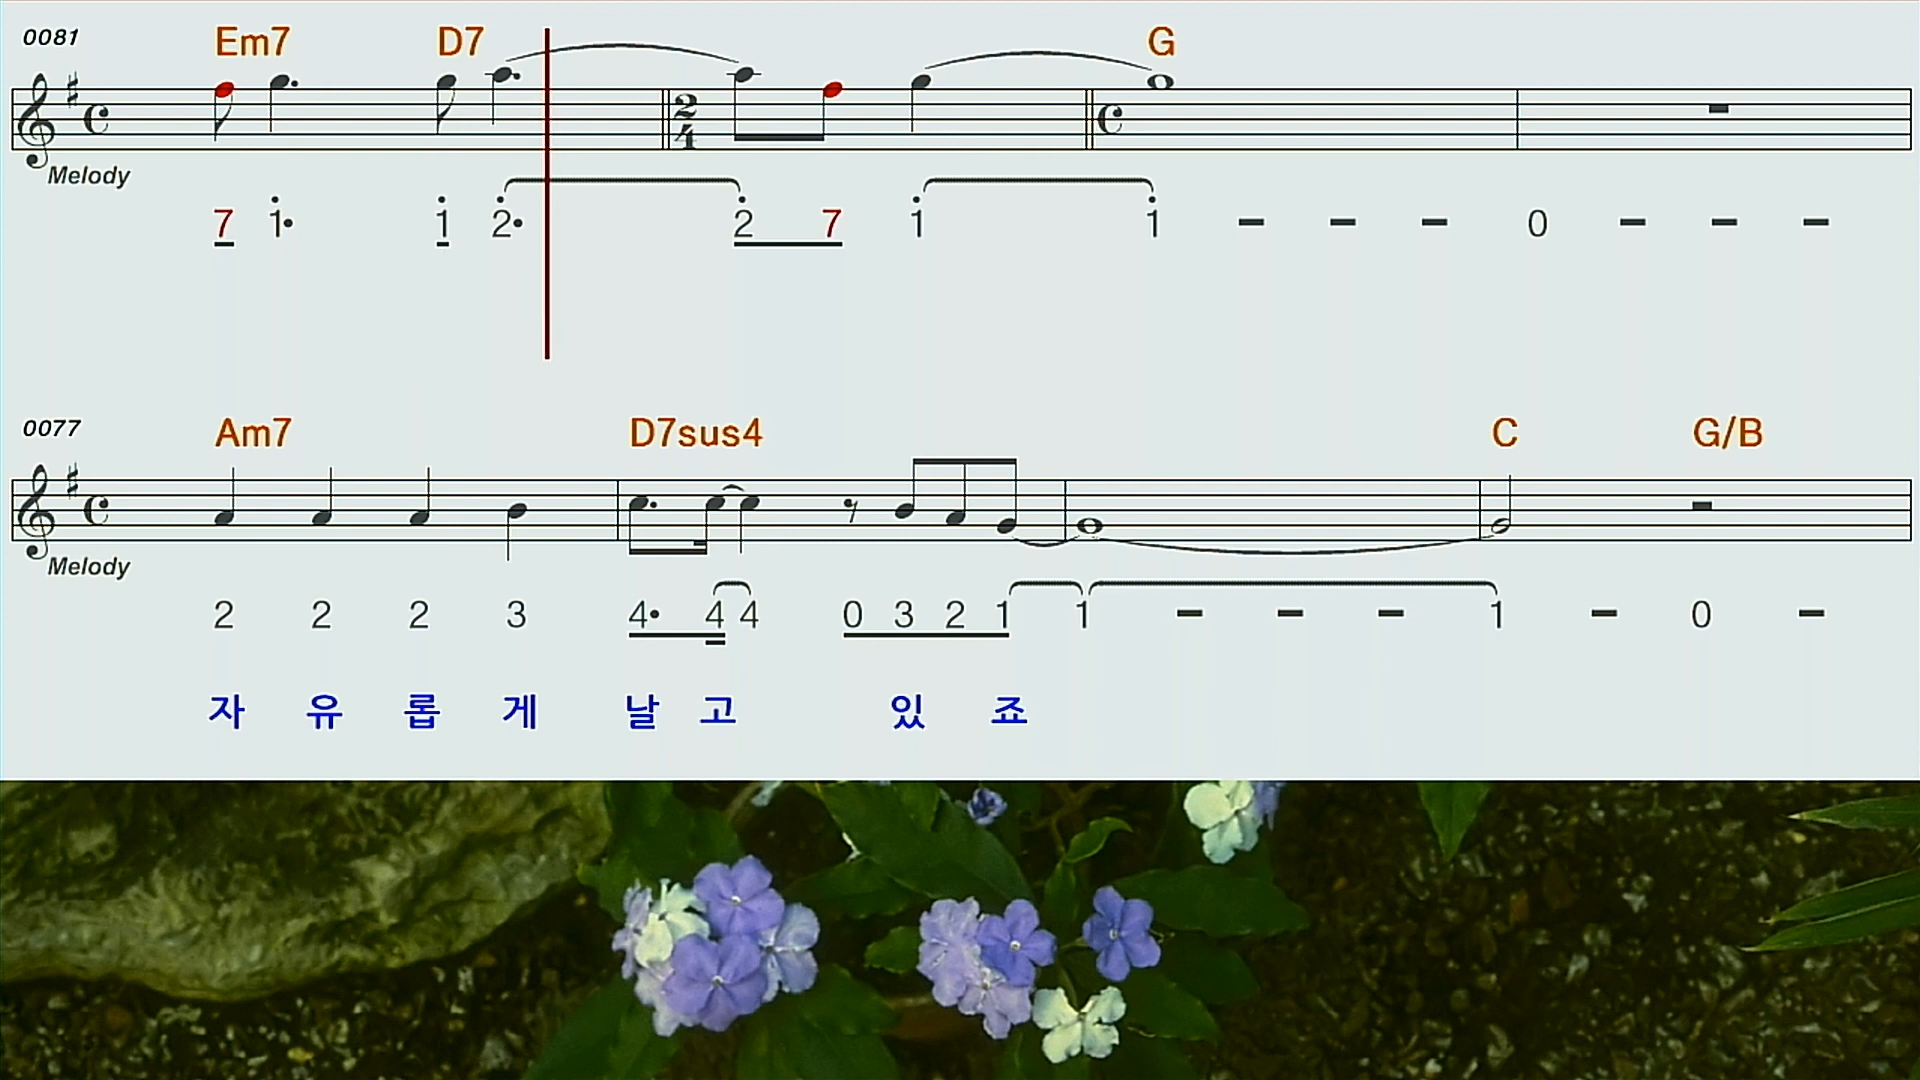 0081 Em7 D7 G
2 4
Melody
7 1• 1 2• 2 7 1 1 - - - 0 - - -
0077 Am7 D7sus4 C G/B
Melody
2 2 2 3 4• 4 4 0 3 2 1 1 - - - 1 - 0 -
자 유 롭 게 날 고 있 죠